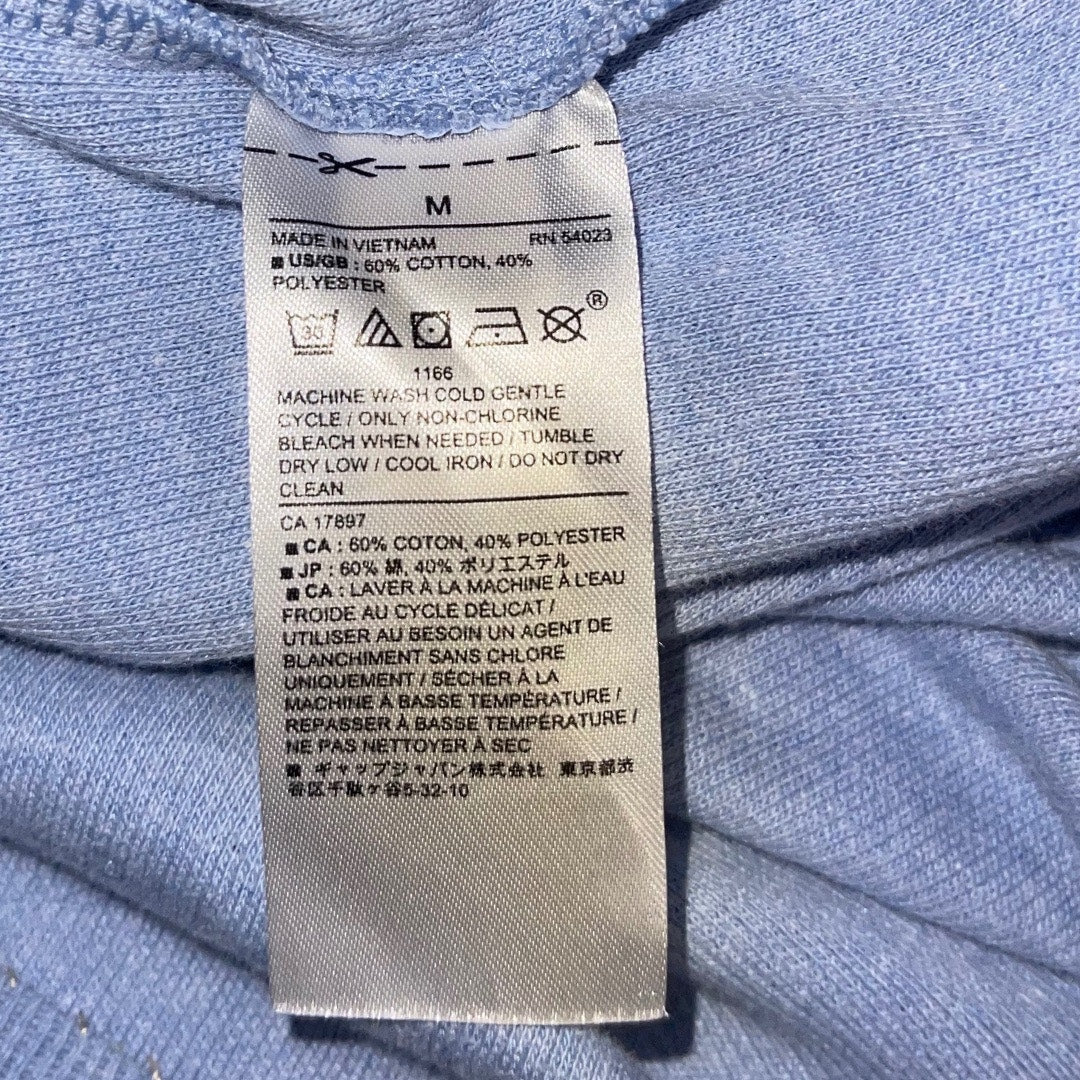 M
MADE IN VIETNAM RN 54023
■ US/GB : 60% COTTON, 40%
POLYESTER
30 ®
1166
MACHINE WASH COLD GENTLE
CYCLE / ONLY NON-CHLORINE
BLEACH WHEN NEEDED / TUMBLE
DRY LOW / COOL IRON / DO NOT DRY
CLEAN
CA 17897
■ CA : 60% COTON, 40% POLYESTER
■ JP : 60% 綿, 40% ポリエステル
■ CA : LAVER À LA MACHINE À L'EAU
FROIDE AU CYCLE DÉLICAT /
UTILISER AU BESOIN UN AGENT DE
BLANCHIMENT SANS CHLORE
UNIQUEMENT / SÉCHER À LA
MACHINE À BASSE TEMPÉRATURE /
REPASSER À BASSE TEMPÉRATURE /
NE PAS NETTOYER À SEC
■ ギャップジャパン株式会社 東京都渋
谷区千駄ヶ谷5-32-10